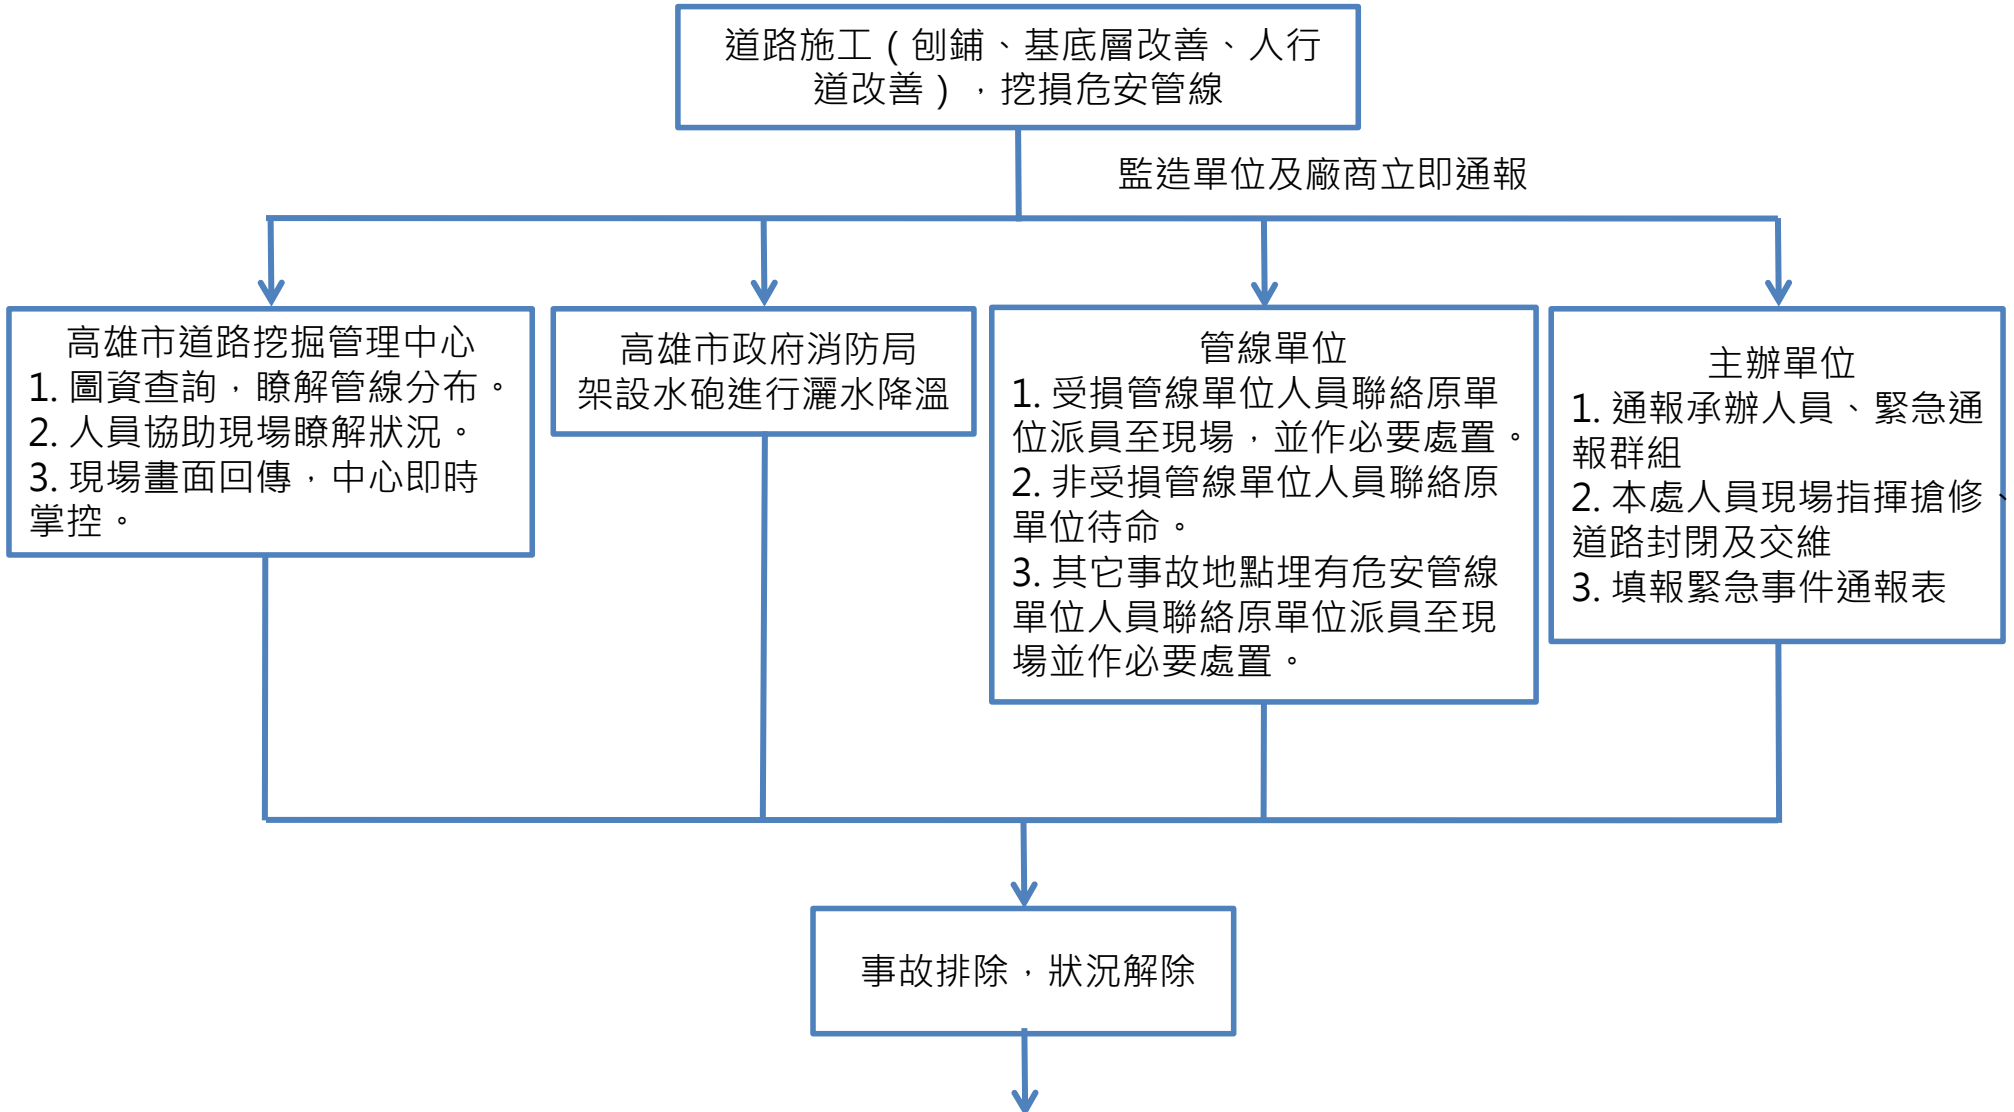 道路施工(刨鋪、基底層改善、人行
道改善),挖損危安管線
監造單位及廠商立即通報
高雄市道路挖掘管理中心
1. 圖資查詢,瞭解管線分布。
2. 人員協助現場瞭解狀況。
3. 現場畫面回傳,中心即時
掌控。
高雄市政府消防局
架設水砲進行灑水降溫
管線單位
1. 受損管線單位人員聯絡原單
位派員至現場,並作必要處置。
2. 非受損管線單位人員聯絡原
單位待命。
3. 其它事故地點埋有危安管線
單位人員聯絡原單位派員至現
場並作必要處置。
主辦單位
1. 通報承辦人員、緊急通
報群組
2. 本處人員現場指揮搶修、
道路封閉及交維
3. 填報緊急事件通報表
事故排除,狀況解除